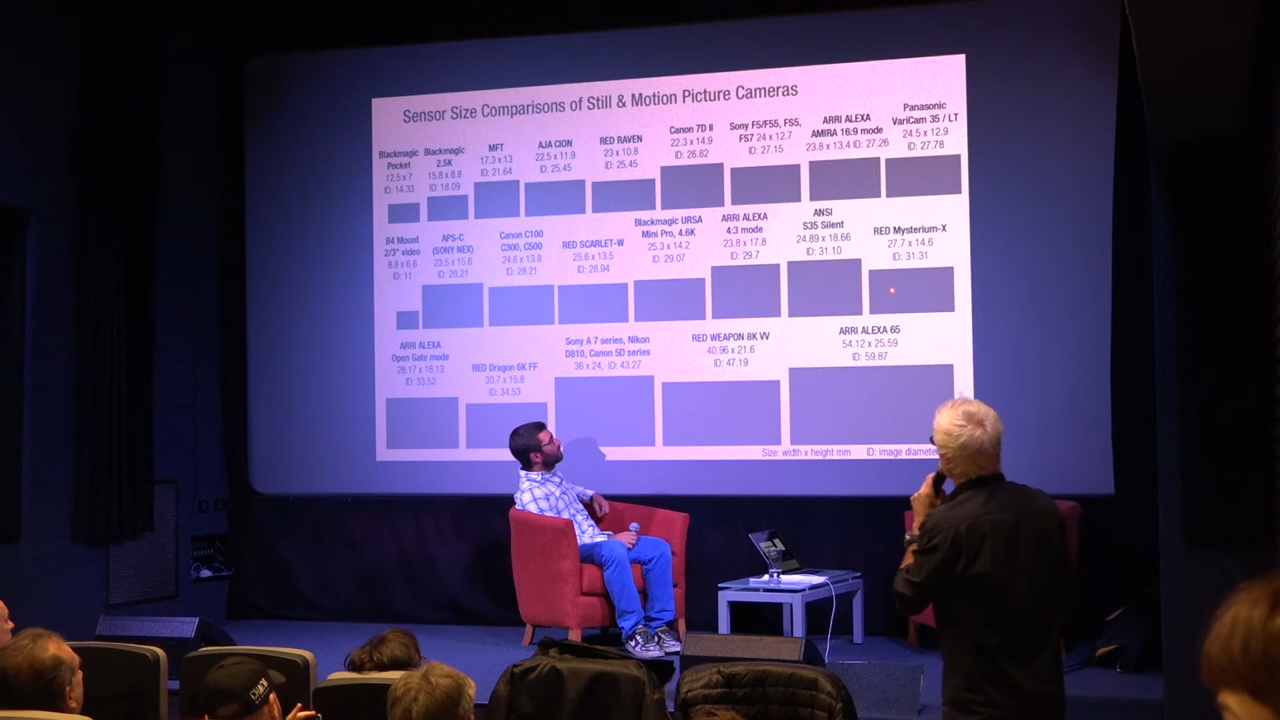 Sensor Size Comparisons of Still & Motion Picture Cameras
Blackmagic
Pocket
12.5 x 7
ID: 14.33
Blackmagic
2.5K
15.8 x 8.8
ID: 18.09
MFT
17.3 x 13
ID: 21.64
AJA CION
22.5 x 11.9
ID: 25.45
RED RAVEN
23 x 10.8
ID: 25.45
Canon 7D II
22.3 x 14.9
ID: 26.82
Sony F5/F55, FS5,
FS7 24 x 12.7
ID: 27.15
ARRI ALEXA
AMIRA 16:9 mode
23.8 x 13.4 ID: 27.26
Panasonic
VariCam 35 / LT
24.5 x 12.9
ID: 27.78
B4 Mount
2/3" video
8.8 x 6.6
ID: 11
APS-C
(SONY NEX)
23.5 x 15.6
ID: 28.21
Canon C100
C300, C500
24.6 x 13.8
ID: 28.21
RED SCARLET-W
25.6 x 13.5
ID: 28.94
Blackmagic URSA
Mini Pro, 4.6K
25.3 x 14.2
ID: 29.07
ARRI ALEXA
4:3 mode
23.8 x 17.8
ID: 29.7
ANSI
S35 Silent
24.89 x 18.66
ID: 31.10
RED Mysterium-X
27.7 x 14.6
ID: 31.31
ARRI ALEXA
Open Gate mode
28.17 x 18.13
ID: 33.52
RED Dragon 6K FF
30.7 x 15.8
ID: 34.53
Sony A 7 series, Nikon
D810, Canon 5D series
36 x 24, ID: 43.27
RED WEAPON 8K VV
40.96 x 21.6
ID: 47.19
ARRI ALEXA 65
54.12 x 25.59
ID: 59.87
Size: width x height mm ID: image diamete